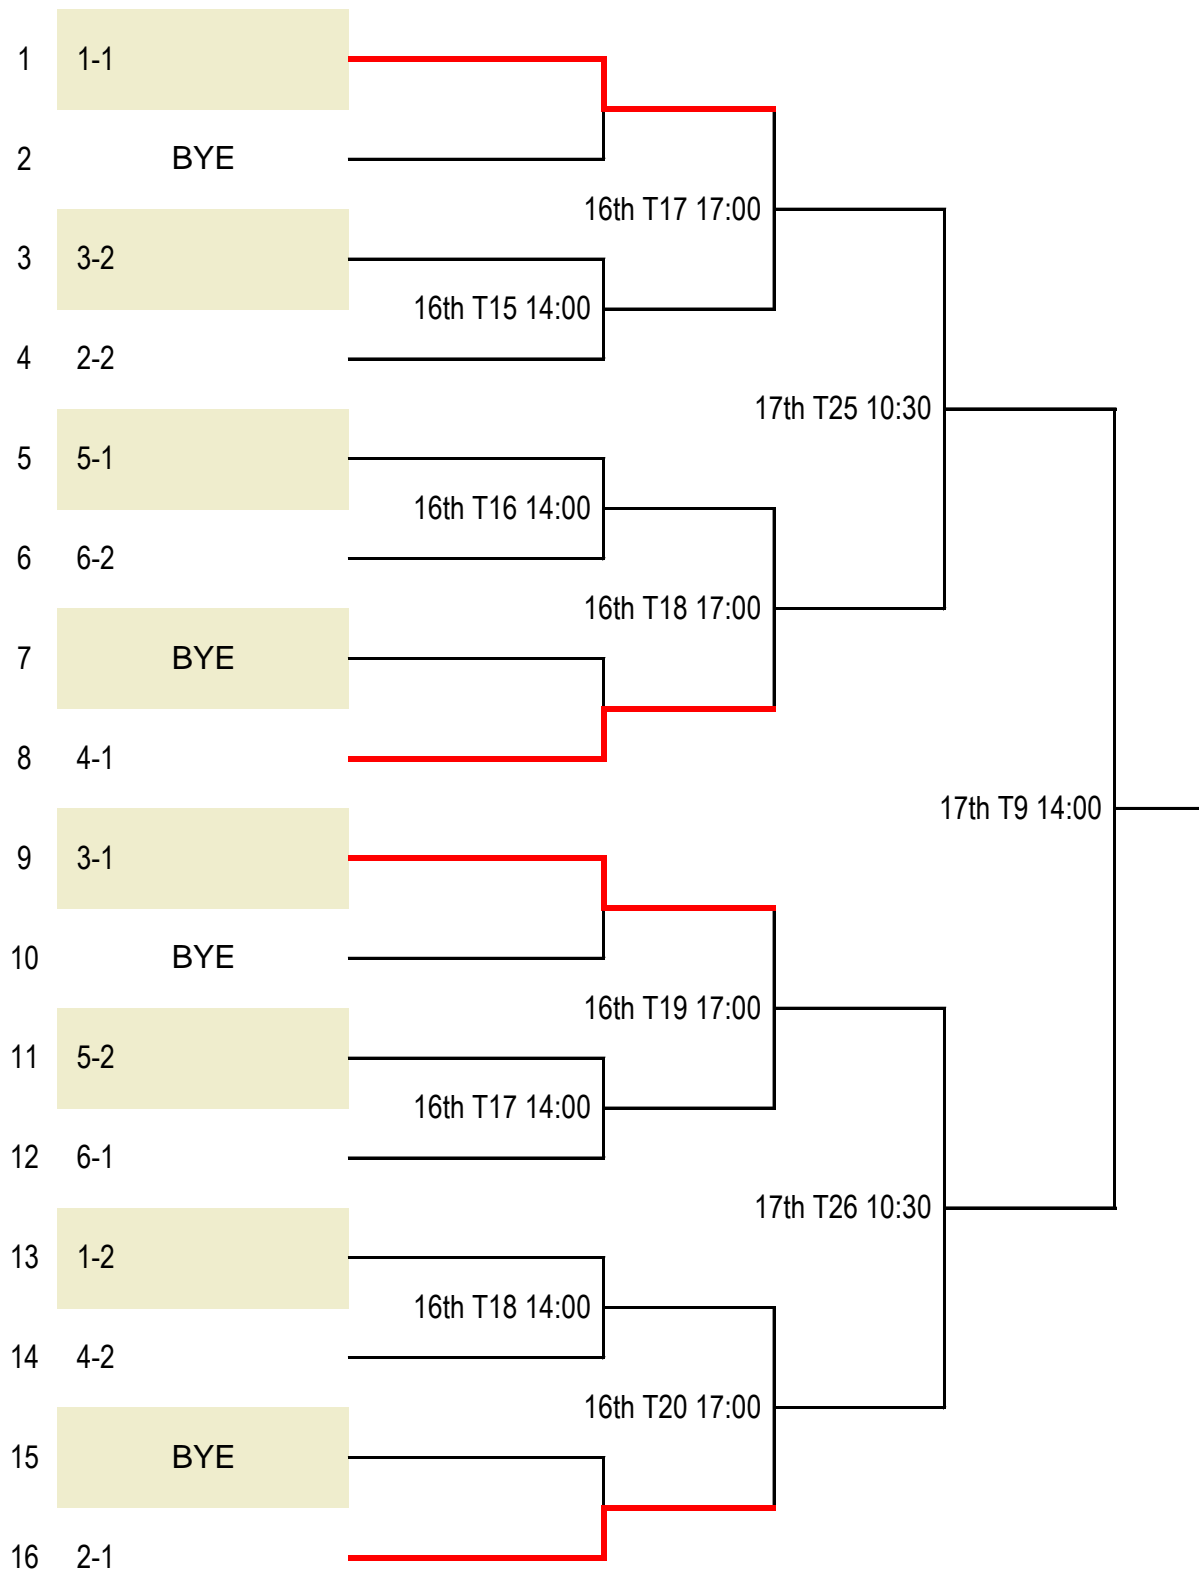 1 1-1
2 BYE
16th T17 17:00
3 3-2
16th T15 14:00
4 2-2
17th T25 10:30
5 5-1
16th T16 14:00
6 6-2
16th T18 17:00
7 BYE
8 4-1
17th T9 14:00
9 3-1
10 BYE
16th T19 17:00
11 5-2
16th T17 14:00
12 6-1
17th T26 10:30
13 1-2
16th T18 14:00
14 4-2
16th T20 17:00
15 BYE
16 2-1